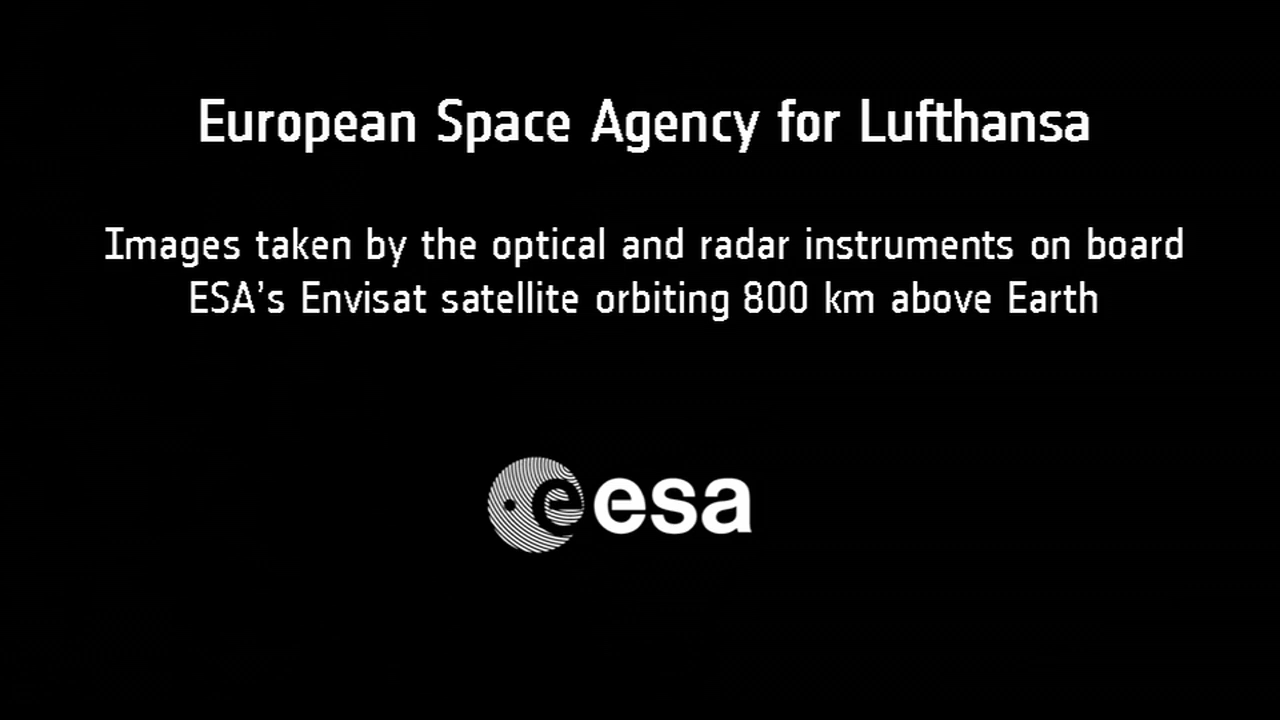 European Space Agency for Lufthansa
Images taken by the optical and radar instruments on board
ESA's Envisat satellite orbiting 800 km above Earth
esa